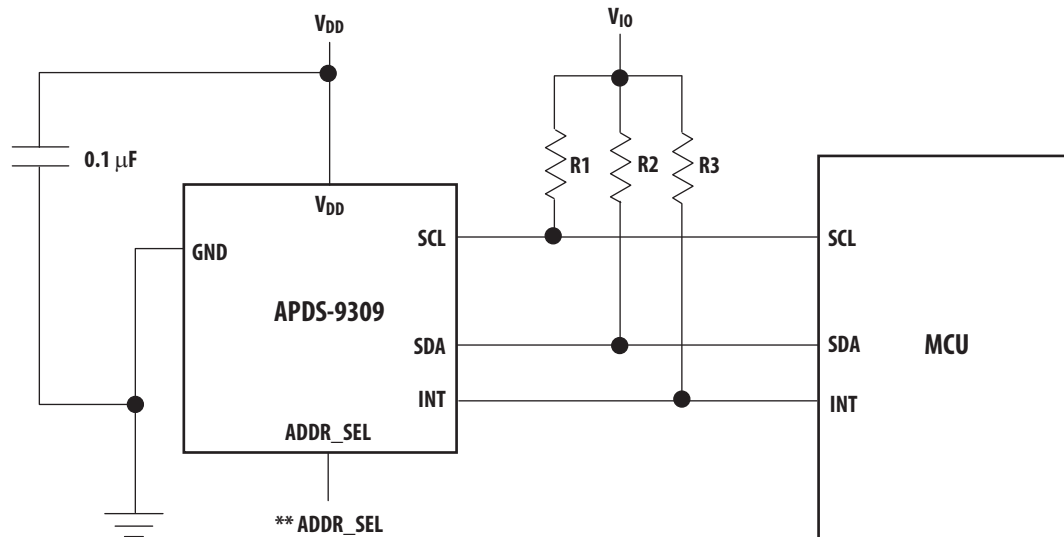 VDD
VIO
0.1 μF
R1
R2
R3
VDD
GND
SCL
SCL
APDS-9309
SDA
SDA
MCU
INT
INT
ADDR_SEL
** ADDR_SEL